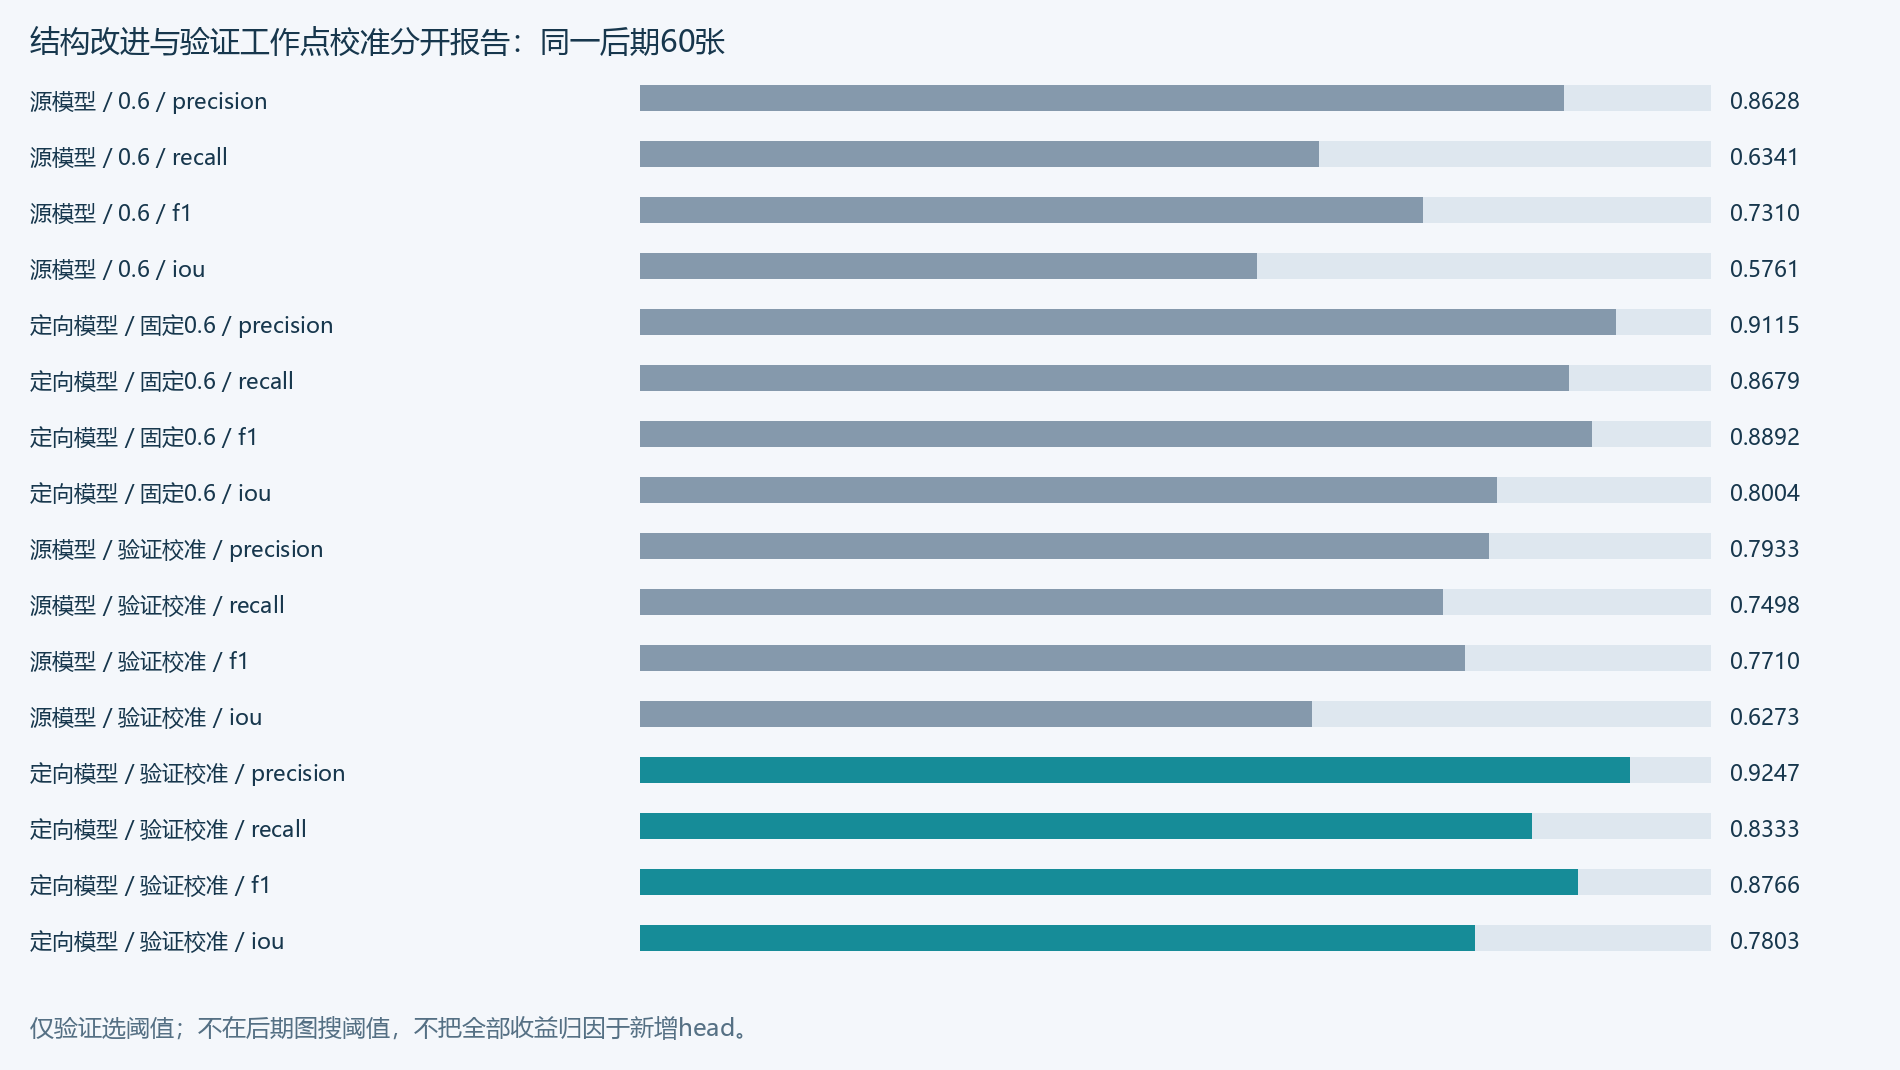 结构改进与验证工作点校准分开报告：同一后期60张
源模型 / 0.6 / precision 0.8628
源模型 / 0.6 / recall 0.6341
源模型 / 0.6 / f1 0.7310
源模型 / 0.6 / iou 0.5761
定向模型 / 固定0.6 / precision 0.9115
定向模型 / 固定0.6 / recall 0.8679
定向模型 / 固定0.6 / f1 0.8892
定向模型 / 固定0.6 / iou 0.8004
源模型 / 验证校准 / precision 0.7933
源模型 / 验证校准 / recall 0.7498
源模型 / 验证校准 / f1 0.7710
源模型 / 验证校准 / iou 0.6273
定向模型 / 验证校准 / precision 0.9247
定向模型 / 验证校准 / recall 0.8333
定向模型 / 验证校准 / f1 0.8766
定向模型 / 验证校准 / iou 0.7803
仅验证选阈值；不在后期图搜阈值，不把全部收益归因于新增head。